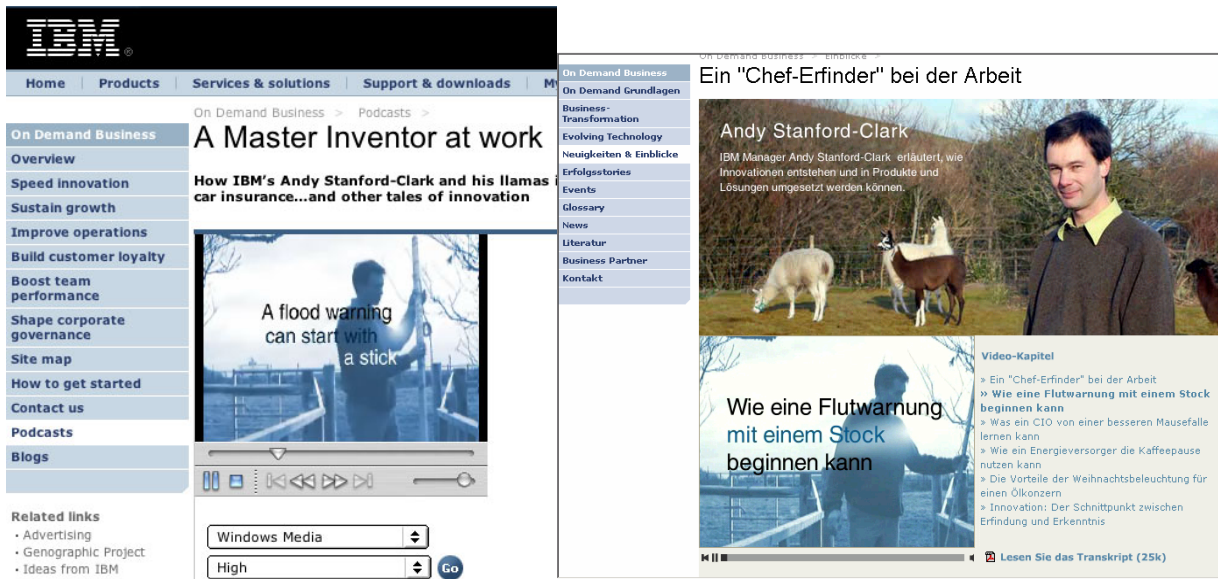 IBM®
Home | Products | Services & solutions | Support & downloads |
On Demand Business > Podcasts >
A Master Inventor at work
How IBM's Andy Stanford-Clark and his llamas
car insurance...and other tales of innovation
On Demand Business
Overview
Speed innovation
Sustain growth
Improve operations
Build customer loyalty
Boost team
performance
Shape corporate
governance
Site map
How to get started
Contact us
Podcasts
Blogs
Related links
• Advertising
• Genographic Project
• Ideas from IBM
A flood warning
can start with
a stick
Windows Media
High
Go
On Demand Business > Einblicke >
Ein "Chef-Erfinder" bei der Arbeit
On Demand Business
On Demand Grundlagen
Business-
Transformation
Evolving Technology
Neuigkeiten & Einblicke
Erfolgsstories
Events
Glossary
News
Literatur
Business Partner
Kontakt
Andy Stanford-Clark
IBM Manager Andy Stanford-Clark erläutert, wie
Innovationen entstehen und in Produkte und
Lösungen umgesetzt werden können.
Wie eine Flutwarnung
mit einem Stock
beginnen kann
Video-Kapitel
» Ein "Chef-Erfinder" bei der Arbeit
» Wie eine Flutwarnung mit einem Stock
beginnen kann
» Was ein CIO von einer besseren Mausefalle
lernen kann
» Wie ein Energieversorger die Kaffeepause
nutzen kann
» Die Vorteile der Weihnachtsbeleuchtung für
einen Ölkonzern
» Innovation: Der Schnittpunkt zwischen
Erfindung und Erkenntnis
Lesen Sie das Transkript (25k)